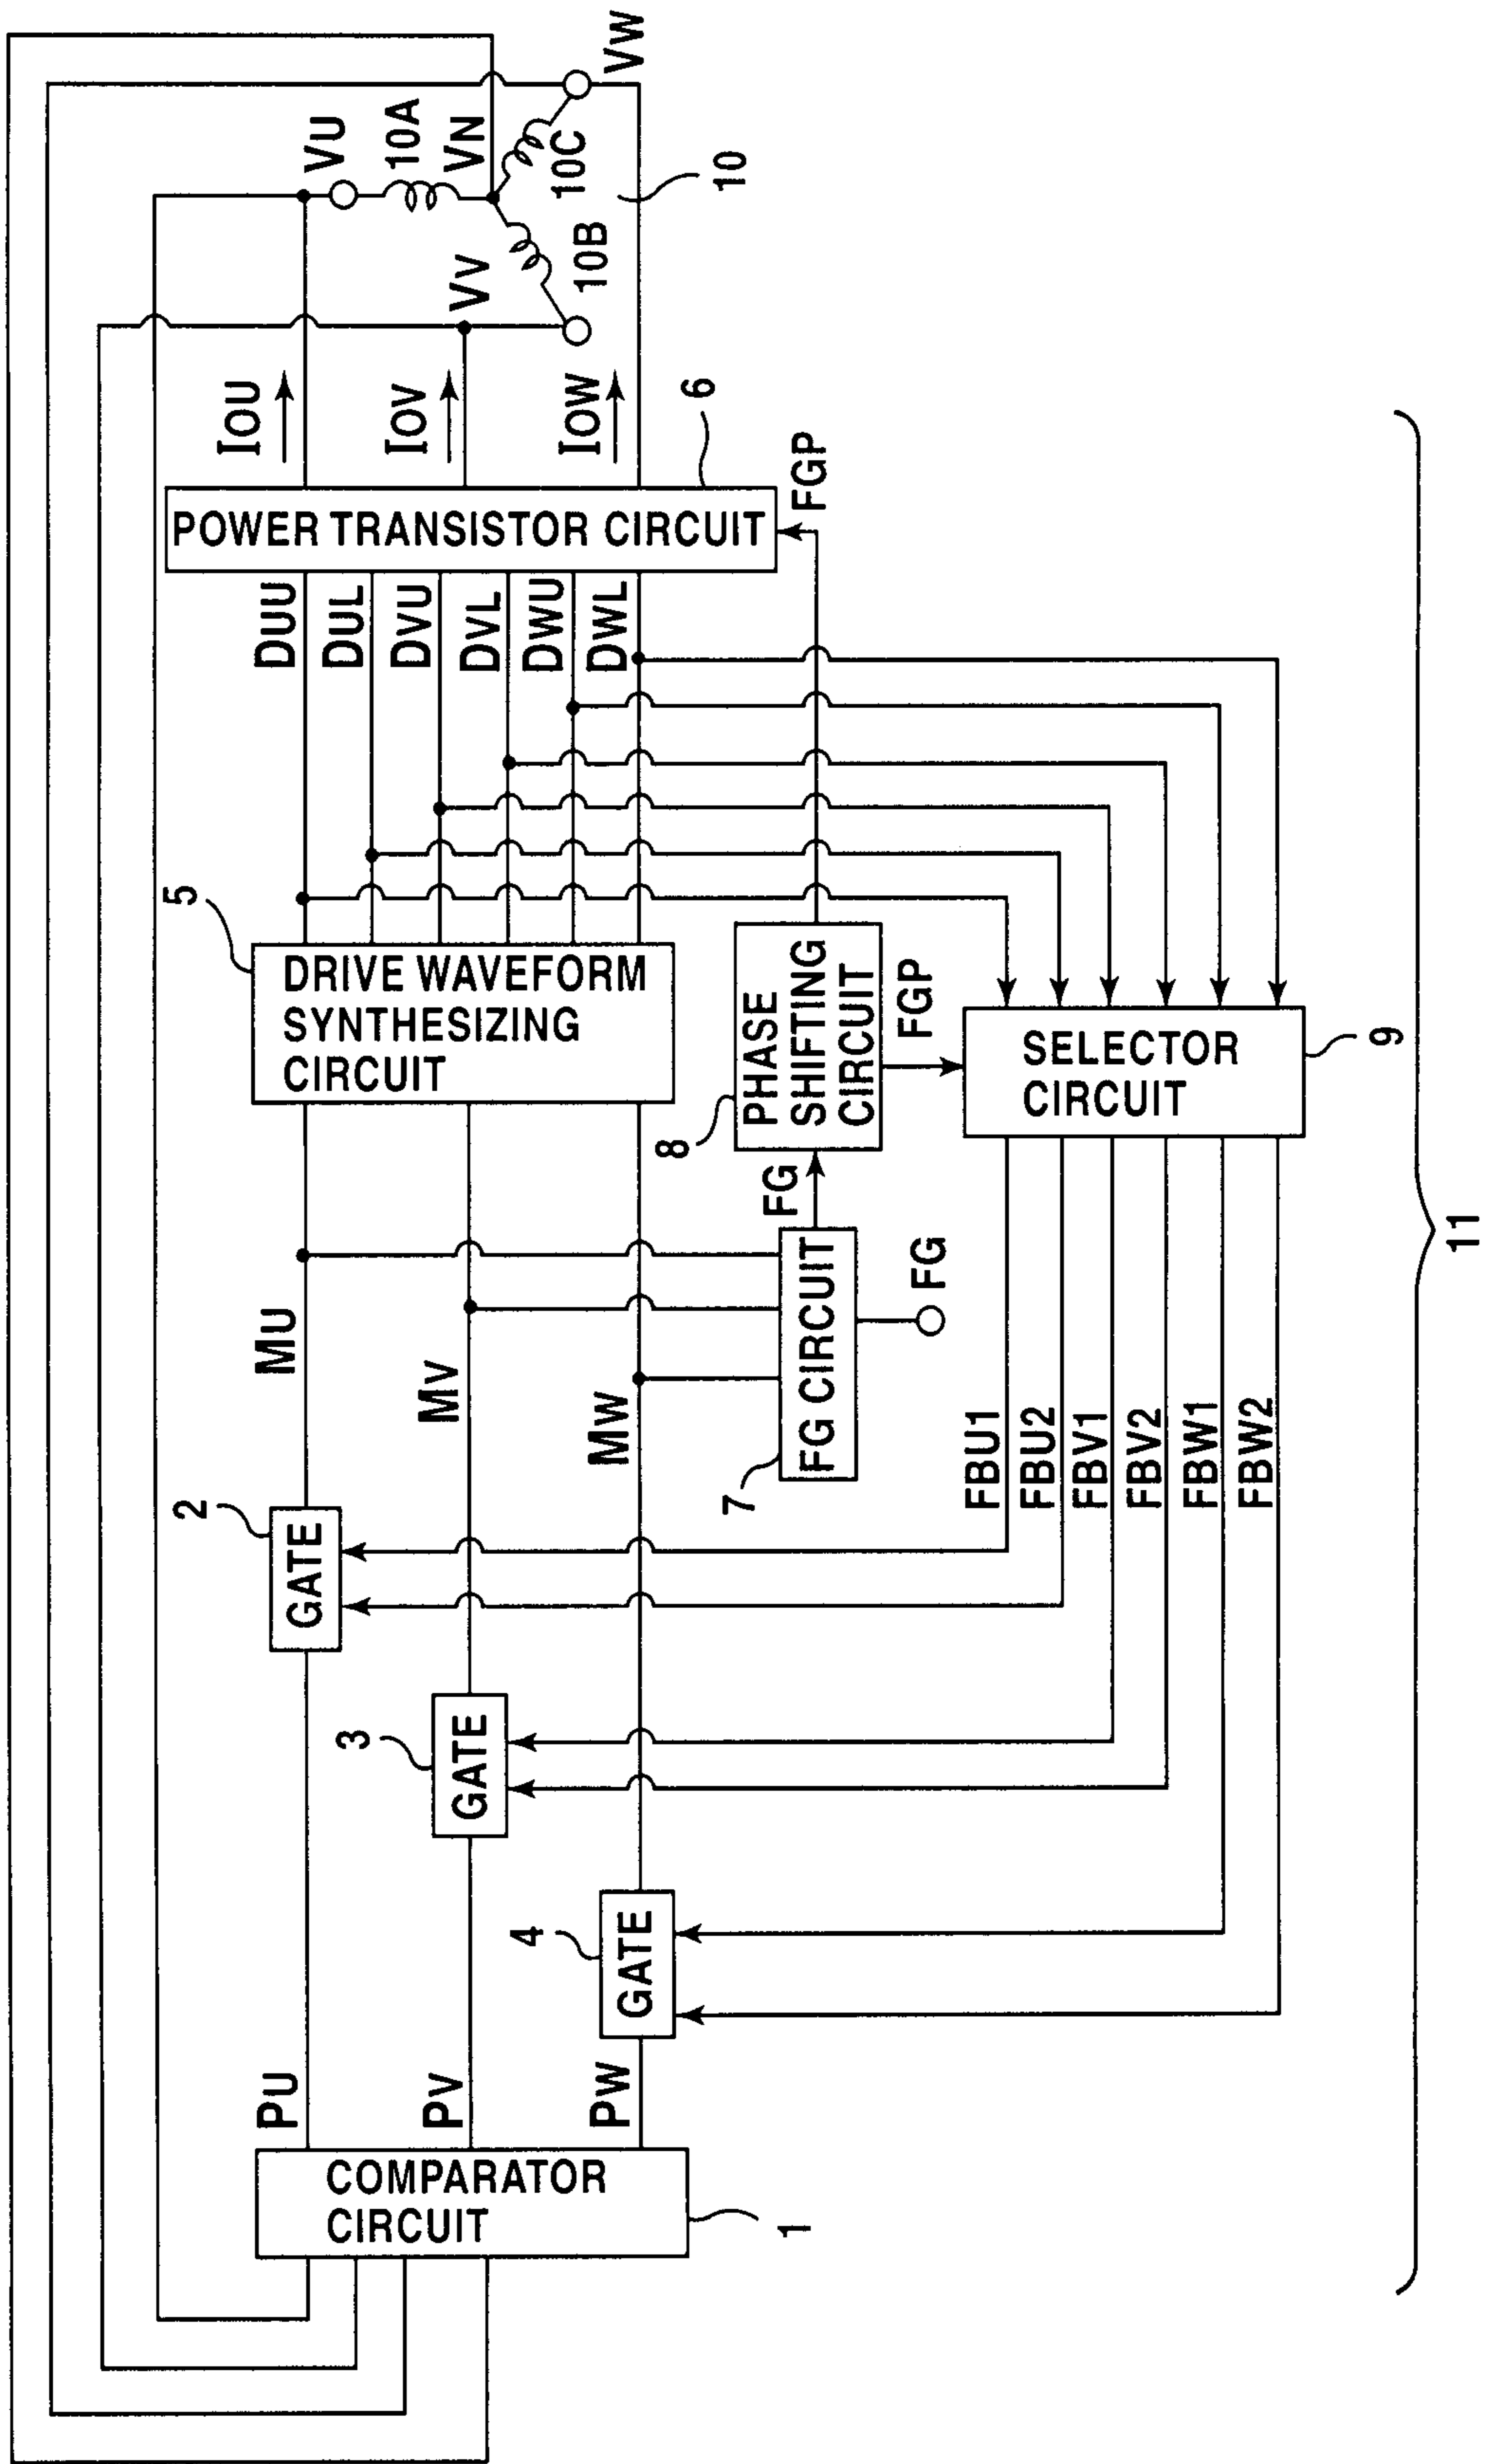 VW
VU
10A
VN
10C
10
10B
VV
IOU
IOV
IOW
6
FGP
POWER TRANSISTOR CIRCUIT
DUU
DUL
DVU
DVL
DWU
DWL
5
DRIVE WAVEFORM
SYNTHESIZING
CIRCUIT
8
PHASE
SHIFTING
CIRCUIT
FGP
SELECTOR
CIRCUIT
9
FG
MU
MV
MW
7
FG CIRCUIT
FG
FBU1
FBU2
FBV1
FBV2
FBW1
FBW2
2
GATE
3
GATE
4
GATE
PU
PV
PW
COMPARATOR
CIRCUIT
1
11